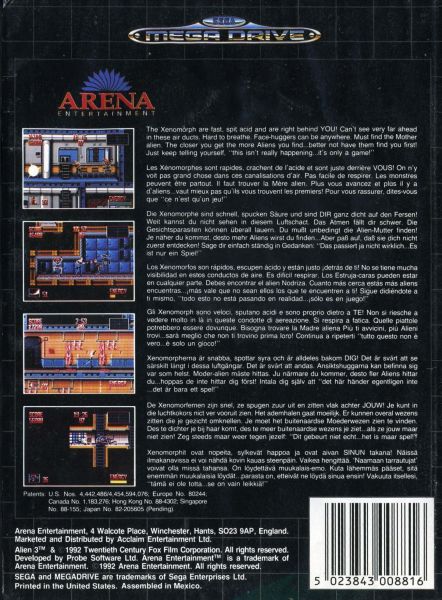 SEGA
MEGA DRIVE
ARENA
ENTERTAINMENT
The Xenomorph are fast, spit acid and are right behind YOU! Can't see very far ahead
in these air ducts. Hard to breathe. Face-huggers can be anywhere. Must find the Mother
alien. The closer you get the more Aliens you find...better not have them find you first!
Just keep telling yourself, "this isn't really happening...it's only a game!"
Les Xénomorphes sont rapides, crachent de l'acide et sont juste derrière VOUS! On n'y
voit pas grand chose dans ces canalisations d'air. Pas facile de respirer. Les monstres
peuvent être partout. Il faut trouver la Mère alien. Plus vous avancez et plus il y a
d'aliens...vaut mieux pas qu'ils vous trouvent les premiers! Pour vous rassurer, dites-vous
que "ce n'est qu'un jeu!"
Die Xenomorphe sind schnell, spucken Säure und sind DIR ganz dicht auf den Fersen!
Weit kannst du nicht sehen in diesem Luftschact. Das Atmen fällt dir schwer. Die
Gesichtsparasiten können überall lauern. Du mußt unbedingt die Alien-Mutter finden!
Je näher du kommst, desto mehr Aliens wirst du finden...Aber paß auf, daß sie dich nicht
zuerst entdecken! Sage dir einfach ständig in Gedanken: "Das passiert ja nicht wirklich...Es
ist nur ein Spiel!"
Los Xenomorfos son rápidos, escupen ácido y están justo ¡detrás de ti! No se tiene mucha
visibilidad en éstos conductos de aire. Es difícil respirar. Los Estruja-caras pueden estar
en cualquier parte. Debes encontrar el alien Nodriza. Cuanto más cerca estás más aliens
encuentras...¡más vale que no sean ellos los que te encuentren a ti! Sigue diciéndote a
ti mismo, "todo esto no está pasando en realidad...¡sólo es en juego!"
Gli Xenomorph sono veloci, sputano acido e sono proprio dietro a TE! Non si riesche a
vedere molto in là in queste condotte di aereazione. Si respira a fatica. Quelle piattole
potrebbero essere dovunque. Bisogna trovare la Madre aliena Più ti avvicini, più Alieni
trovi...sarà meglio che non ti trovino prima loro! Continua a ripeterti "tutto questo non è
vero...è solo un gioco!"
Xenomorpherna är snabba, spottar syra och är alldeles bakom DIG! Det är svårt att se
särskilt långt i dessa luftgångar. Det är svårt att andas. Ansiktshuggarna kan befinna sig
var som helst. Moder-alien måste hittas. Ju närmare du kommer, desto fler Aliens hittar
du...hoppas de inte hittar dig först! Intala dig själv att "det här händer egentligen inte
...det är bara ett spel!"
De Xenomorfemen zijn snel, ze spugen zuur uit en zitten vlak achter JOUW! Je kunt in
de luchtkokors nict ver vooruit zien. Het ademhalen gaat moeilijk. Er kunnen overal wezens
zitten die je gezicht omknellen. Je moet het buitenaardse Moederwezen zien te vinden.
Des te dichter je bij haar komt, des te meer buitenaardse wezens je ziet...als ze jouw maar
niet zien! Zeg steeds maar weer tegen jezelf: "Dit gebeurt niet echt...het is maar spel!"
Xenomorphit ovat nopeita, sylkevät happoa ja ovat aivan SINUN takana! Näissä
ilmakanavissa ei voi nähdä kovin kauas steenpäin. Vaikea hengittää. 'Naamaan tarrautujat'
voivat olla missä tahansa. On löydettävä muukalais-emo. Kuta lähemmäs pääset, sitä
enemmän muukalaisia löydät...parasta on, etteivät ne löydä sinua ensin! Vakuuta itsellesi,
"tämä ei ole totta...se on vain leikkiä!"
Patents: U.S. Nos. 4,442,486/4,454,594,076; Europe No. 80244;
Canada No. 1,183,276; Hong Kong No. 88-4302; Singapore No.
88-155; Japan No. 82-205605 (Pending)
Arena Entertainment, 4 Walcote Place, Winchester, Hants, SO23 9AP, England.
Marketed and Distributed by Acclaim Entertainment Ltd.
Alien 3™ & © 1992 Twentieth Century Fox Film Corporation. All rights reserved.
Developed by Probe Software Ltd. Arena Entertainment™ is a trademark of
Arena Entertainment. ©1992 Arena Entertainment. All rights reserved.
SEGA and MEGADRIVE are trademarks of Sega Enterprises Ltd.
Printed in the United States. Assembled in Mexico.
5 023843 008816